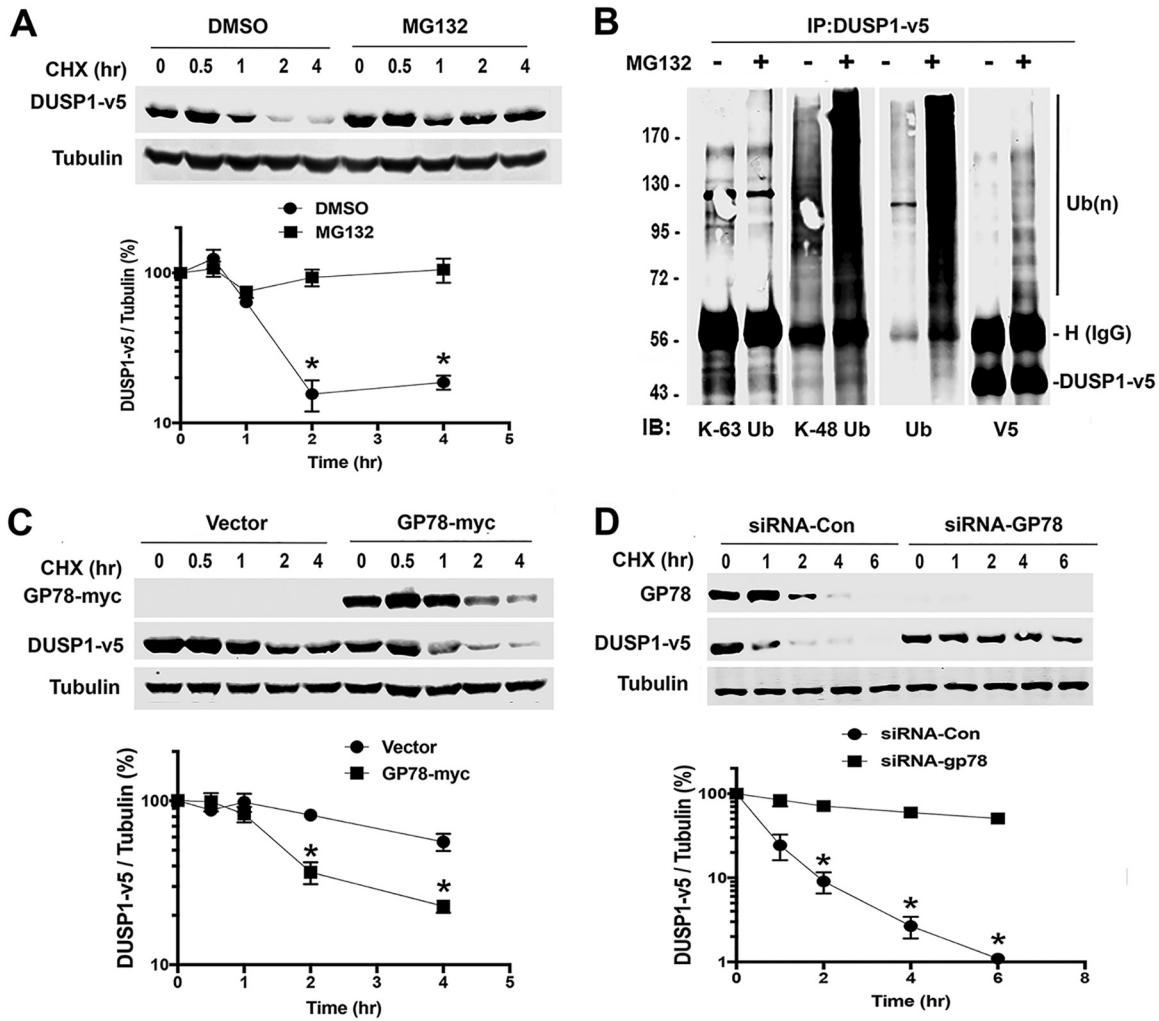 A
DMSO MG132
CHX (hr) 0 0.5 1 2 4 0 0.5 1 2 4
DUSP1-v5
Tubulin
DMSO
MG132
DUSP1-v5 / Tubulin (%)
100
10
0 1 2 3 4 5
Time (hr)
B
IP:DUSP1-v5
MG132 - + - + - + - +
170 -
130 -
95 -
72 -
56 -
43 -
Ub(n)
- H (IgG)
-DUSP1-v5
IB: K-63 Ub K-48 Ub Ub V5
C
Vector GP78-myc
CHX (hr) 0 0.5 1 2 4 0 0.5 1 2 4
GP78-myc
DUSP1-v5
Tubulin
Vector
GP78-myc
DUSP1-v5 / Tubulin (%)
100
10
0 1 2 3 4 5
Time (hr)
* *
D
siRNA-Con siRNA-GP78
CHX (hr) 0 1 2 4 6 0 1 2 4 6
GP78
DUSP1-v5
Tubulin
siRNA-Con
siRNA-gp78
DUSP1-v5 / Tubulin (%)
100
10
1
0 2 4 6 8
Time (hr)
* * *